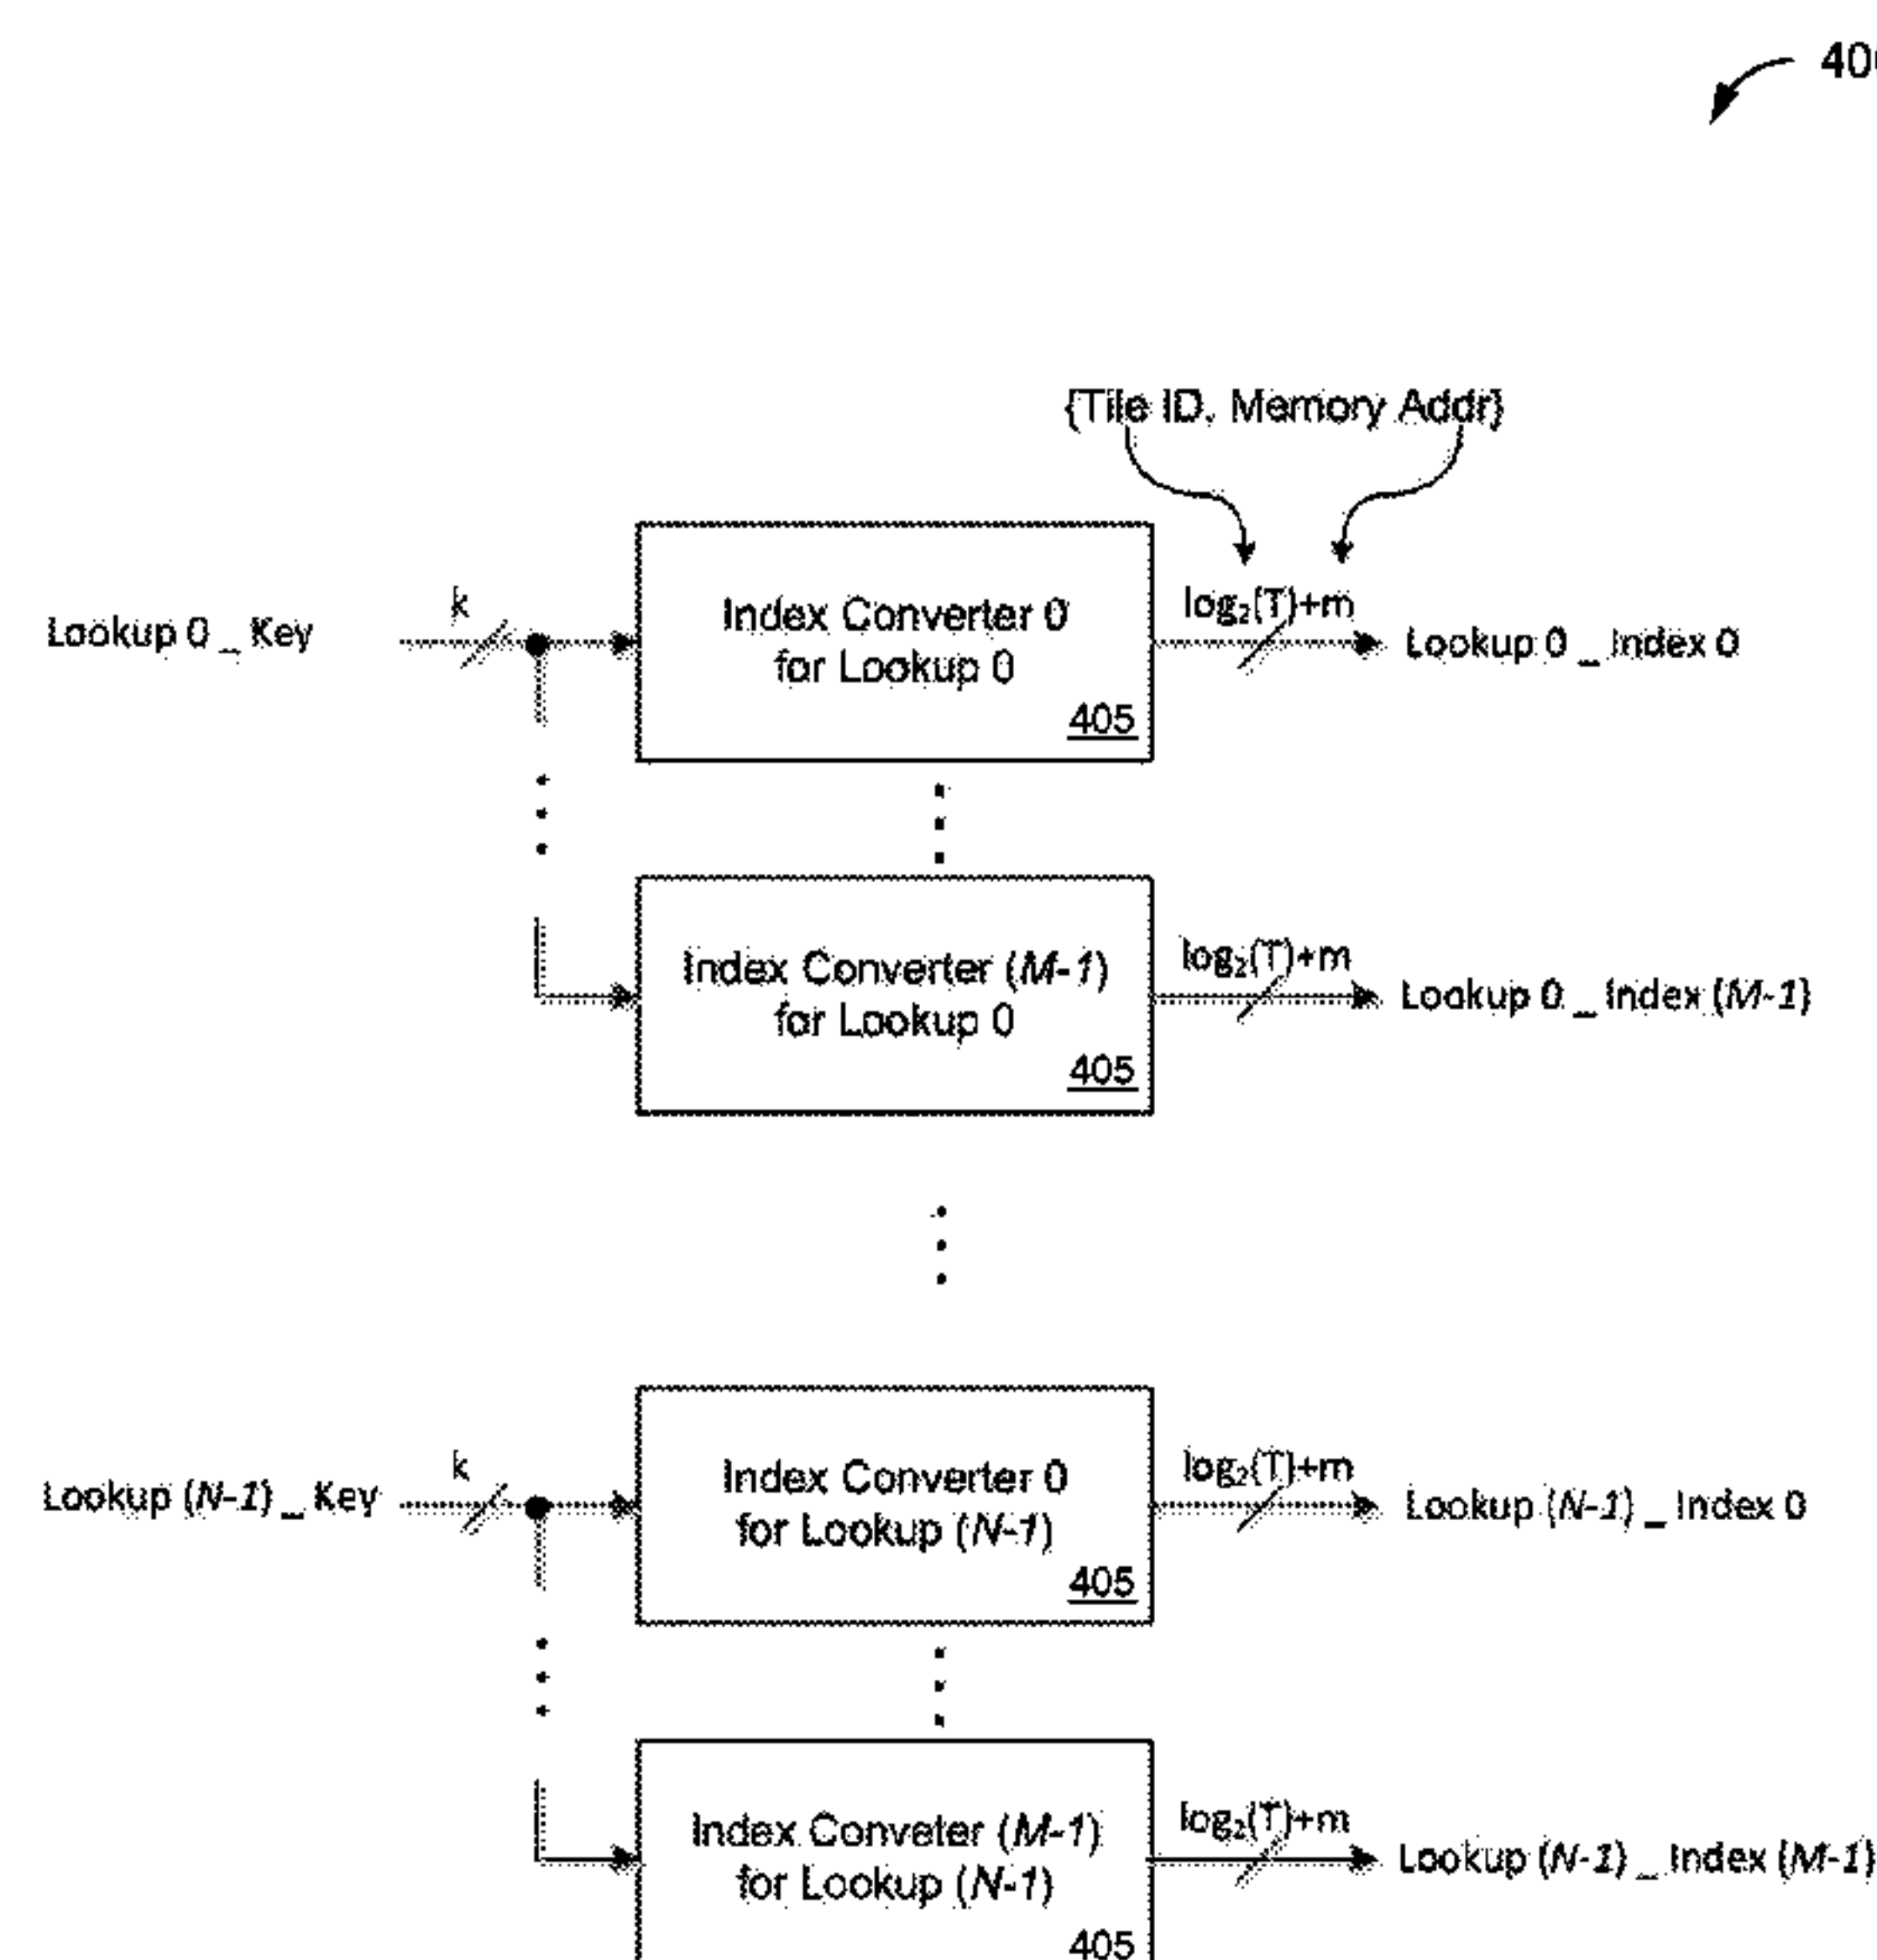 400
{Tile ID, Memory Addr}
Lookup 0 _ Key
k
Index Converter 0
for Lookup 0
405
log₂(T)+m
Lookup 0 _ Index 0
Index Converter (M-1)
for Lookup 0
405
log₂(T)+m
Lookup 0 _ Index (M-1)
Lookup (N-1) _ Key
k
Index Converter 0
for Lookup (N-1)
405
log₂(T)+m
Lookup (N-1) _ Index 0
Index Conveter (M-1)
for Lookup (N-1)
405
log₂(T)+m
Lookup (N-1) _ Index (M-1)